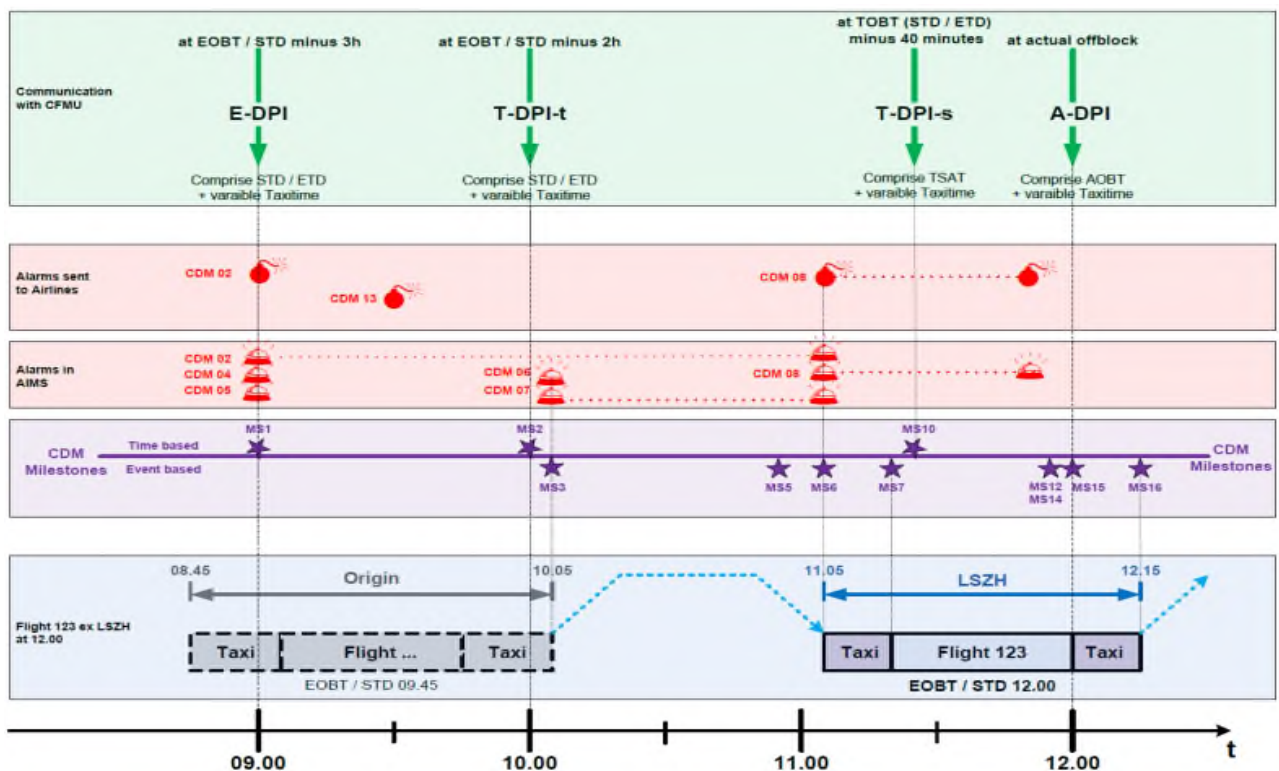 at EOBT / STD minus 3h
at EOBT / STD minus 2h
at TOBT (STD / ETD)
minus 40 minutes
at actual offblock
Communication
with CFMU
E-DPI
T-DPI-t
T-DPI-s
A-DPI
Comprise STD / ETD
+ varaible Taxitime
Comprise STD / ETD
+ varaible Taxitime
Comprise TSAT
+ varaible Taxitime
Comprise AOBT
+ varaible Taxitime
Alarms sent
to Airlines
CDM 02
CDM 13
CDM 08
Alarms in
AIMS
CDM 02
CDM 04
CDM 05
CDM 06
CDM 07
CDM 08
CDM
Milestones
Time based
Event based
MS1
MS2
MS10
MS3
MS5
MS6
MS7
MS12
MS14
MS15
MS16
CDM
Milestones
Flight 123 ex LSZH
at 12.00
08.45
Origin
10.05
11.05
LSZH
12.15
Taxi
Flight ...
Taxi
Taxi
Flight 123
Taxi
EOBT / STD 09.45
EOBT / STD 12.00
09.00
10.00
11.00
12.00
t